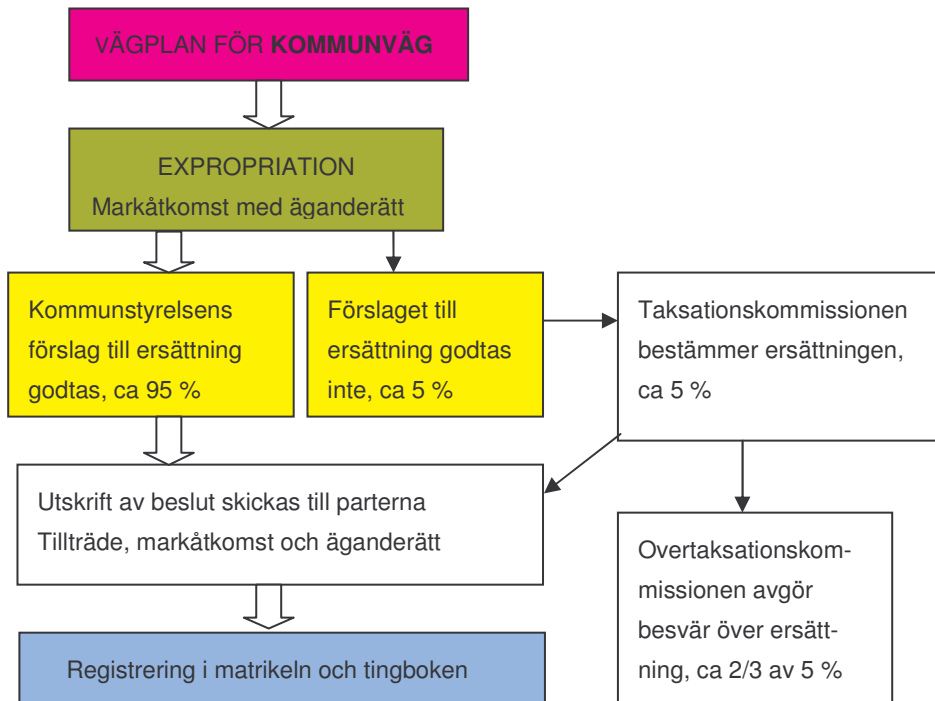 VÄGPLAN FÖR KOMMUNVÄG
EXPROPRIATION
Markåtkomst med äganderätt
Kommunstyrelsens
förslag till ersättning
godtas, ca 95 %
Förslaget till
ersättning godtas
inte, ca 5 %
Taksationskommissionen
bestämmer ersättningen,
ca 5 %
Utskrift av beslut skickas till parterna
Tillträde, markåtkomst och äganderätt
Overtaksationskom-
missionen avgör
besvär över ersätt-
ning, ca 2/3 av 5 %
Registrering i matrikeln och tingboken